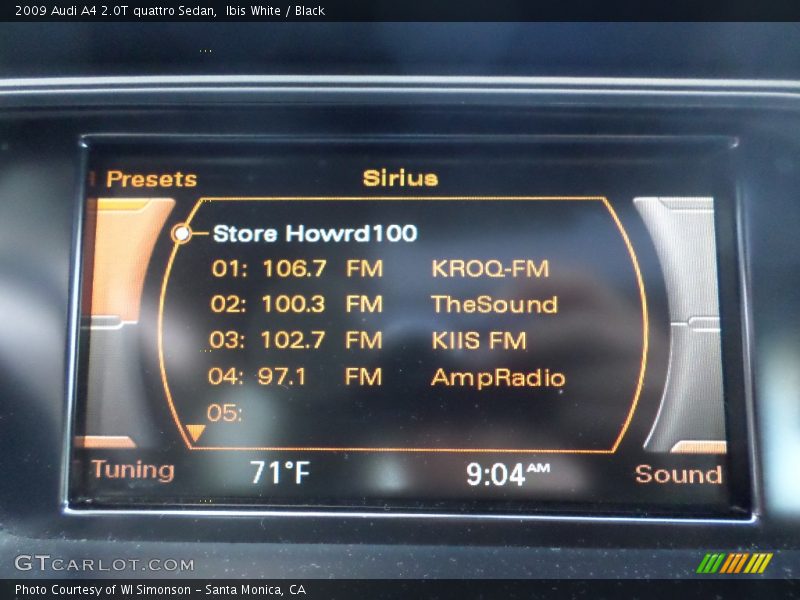 2009 Audi A4 2.0T quattro Sedan,  Ibis White / Black
Presets Sirius
Store Howrd100
01: 106.7 FM KROQ-FM
02: 100.3 FM TheSound
03: 102.7 FM KIIS FM
04: 97.1 FM AmpRadio
05:
Tuning 71°F 9:04AM Sound
GTcarlot.com
Photo Courtesy of WI Simonson - Santa Monica, CA